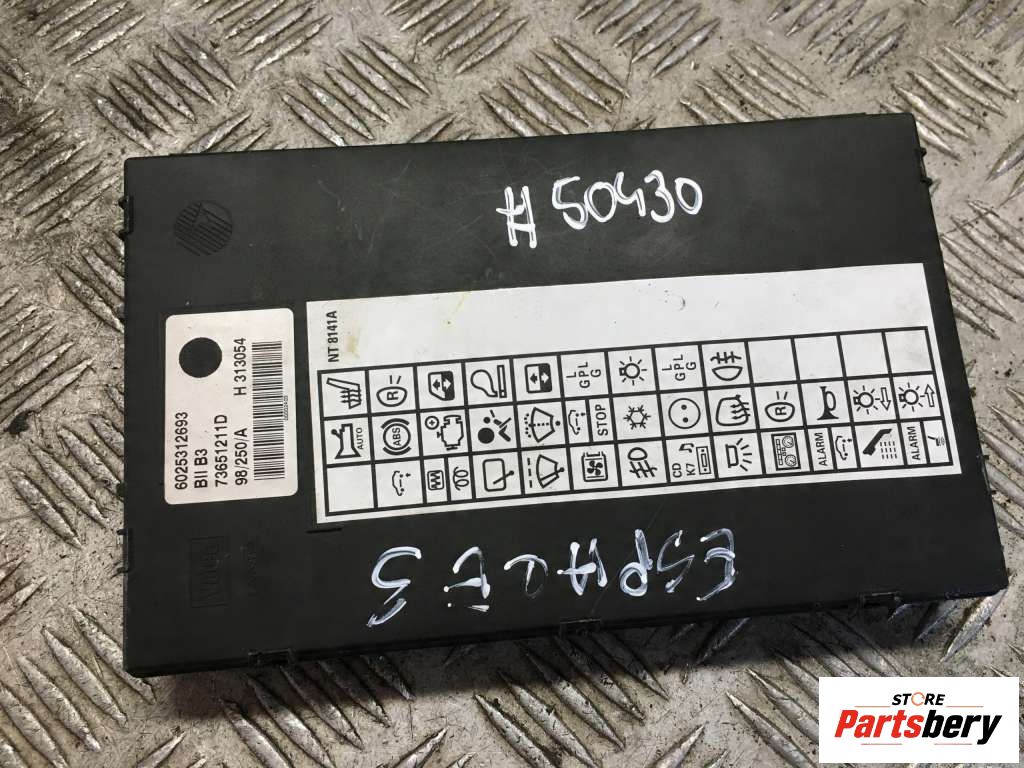 H 50430
6025312693
BII B3
73651211D H 313054
98/250/A
NT 8141A
L GPL G
L GPL G
AUTO
ABS
STOP
CD K7
ALARM
ALARM
ESPACE 3
STORE
Partsbery